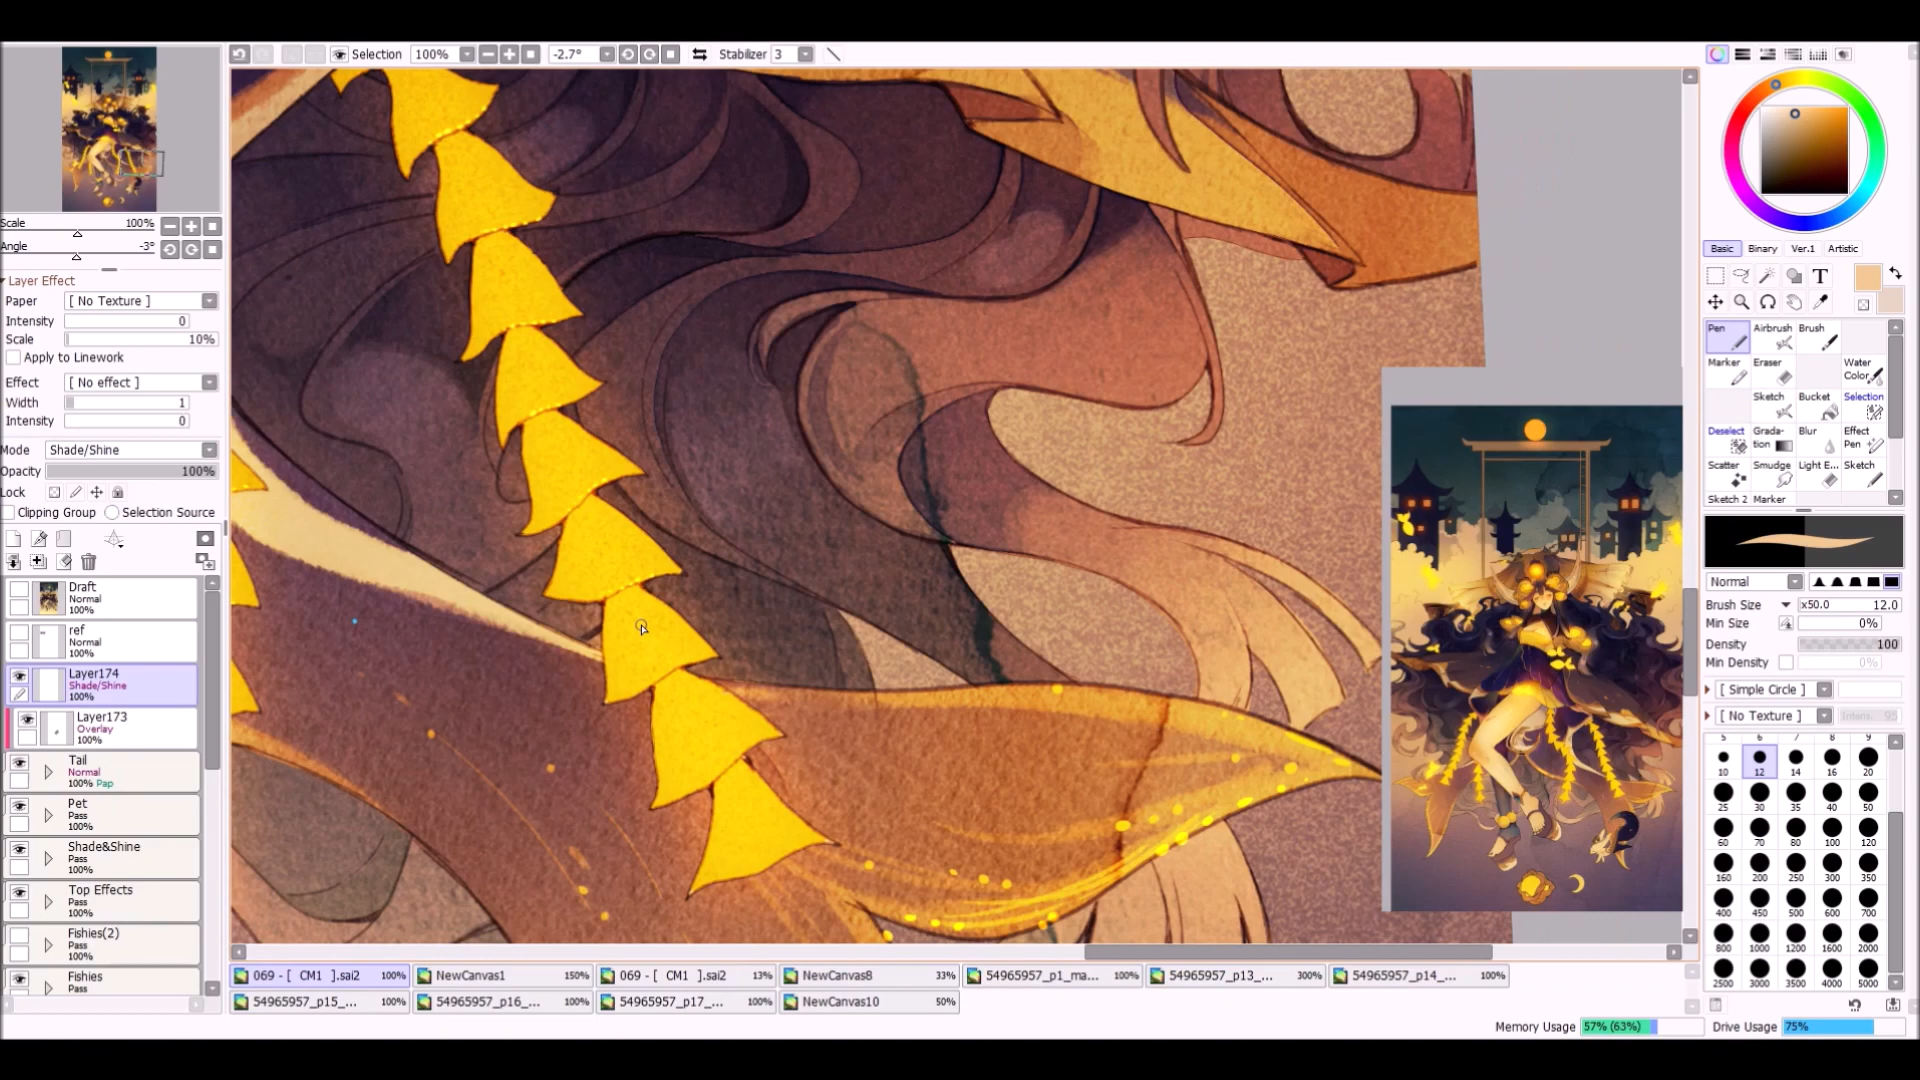 Selection 100% -2.7° Stabilizer 3
Scale 100%
Angle -3°
Layer Effect
Paper [ No Texture ]
Intensity 0
Scale 10%
Apply to Linework
Effect [ No effect ]
Width 1
Intensity 0
Mode Shade/Shine
Opacity 100%
Lock
Clipping Group Selection Source
Draft
Normal
100%
ref
Normal
100%
Layer174
Shade/Shine
100%
Layer173
Overlay
100%
Tail
Normal
100% Pap
Pet
Pass
100%
Shade&Shine
Pass
100%
Top Effects
Pass
100%
Fishies(2)
Pass
100%
Fishies
Pass
069 - [ CM1 ].sai2 100% NewCanvas1 150% 069 - [ CM1 ].sai2 13% NewCanvas8 33% 54965957_p1_ma... 100% 54965957_p13_... 300% 54965957_p14_... 100%
54965957_p15_... 100% 54965957_p16_... 100% 54965957_p17_... 100% NewCanvas10 50%
Basic Binary Ver.1 Artistic
T
Pen Airbrush Brush
Marker Eraser Water Color
Sketch Bucket Selection
Deselect Grada-tion Blur Effect Pen
Scatter Smudge Light E... Sketch
Sketch 2 Marker
Normal
Brush Size x50.0 12.0
Min Size 0%
Density 100
Min Density 0%
[ Simple Circle ]
[ No Texture ] Intens. 95
5 6 7 8 9
10 12 14 16 20
25 30 35 40 50
60 70 80 100 120
160 200 250 300 350
400 450 500 600 700
800 1000 1200 1600 2000
2500 3000 3500 4000 5000
Memory Usage 57% (63%) Drive Usage 75%